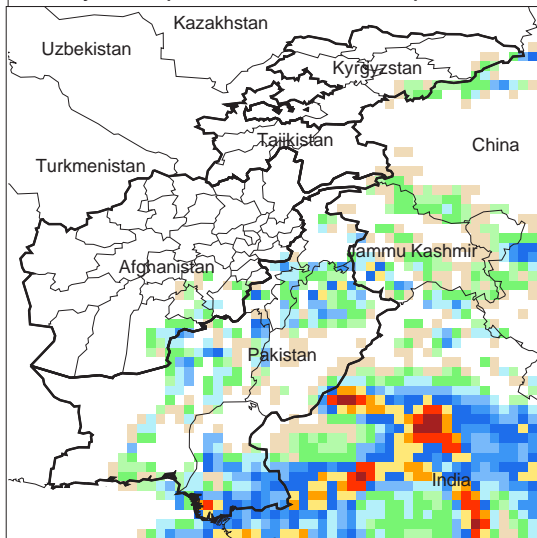 Kazakhstan
Uzbekistan
Kyrgyzstan
Tajikistan
China
Turkmenistan
Jammu Kashmir
Afghanistan
Pakistan
India